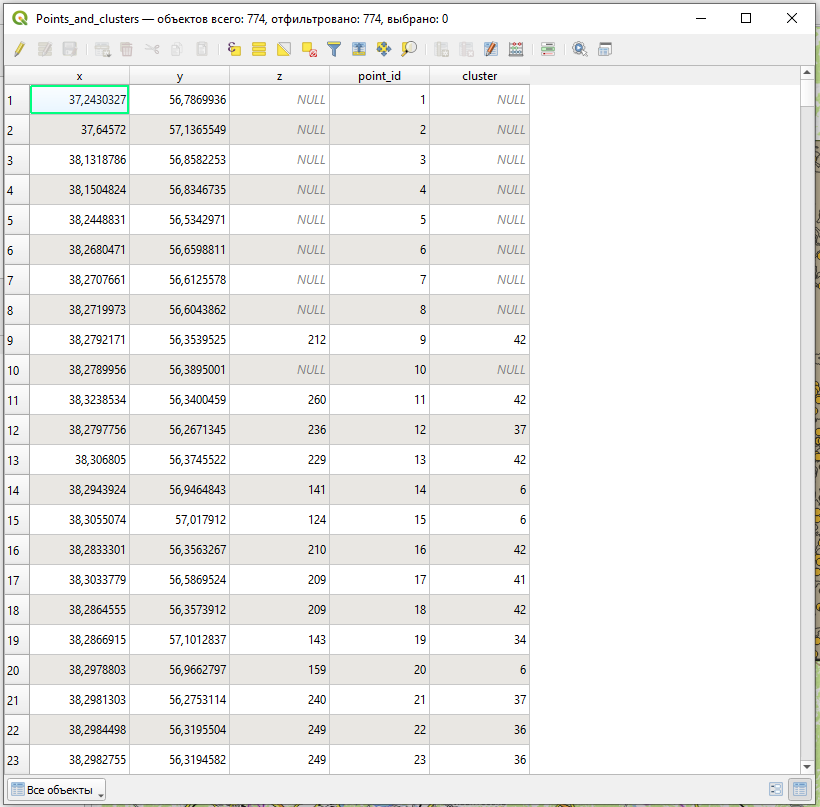 Points_and_clusters — объектов всего: 774, отфильтровано: 774, выбрано: 0
x y z point_id cluster
1 37,2430327 56,7869936 NULL 1 NULL
2 37,64572 57,1365549 NULL 2 NULL
3 38,1318786 56,8582253 NULL 3 NULL
4 38,1504824 56,8346735 NULL 4 NULL
5 38,2448831 56,5342971 NULL 5 NULL
6 38,2680471 56,6598811 NULL 6 NULL
7 38,2707661 56,6125578 NULL 7 NULL
8 38,2719973 56,6043862 NULL 8 NULL
9 38,2792171 56,3539525 212 9 42
10 38,2789956 56,3895001 NULL 10 NULL
11 38,3238534 56,3400459 260 11 42
12 38,2797756 56,2671345 236 12 37
13 38,306805 56,3745522 229 13 42
14 38,2943924 56,9464843 141 14 6
15 38,3055074 57,017912 124 15 6
16 38,2833301 56,3563267 210 16 42
17 38,3033779 56,5869524 209 17 41
18 38,2864555 56,3573912 209 18 42
19 38,2866915 57,1012837 143 19 34
20 38,2978803 56,9662797 159 20 6
21 38,2981303 56,2753114 240 21 37
22 38,2984498 56,3195504 249 22 36
23 38,2982755 56,3194582 249 23 36
Все объекты